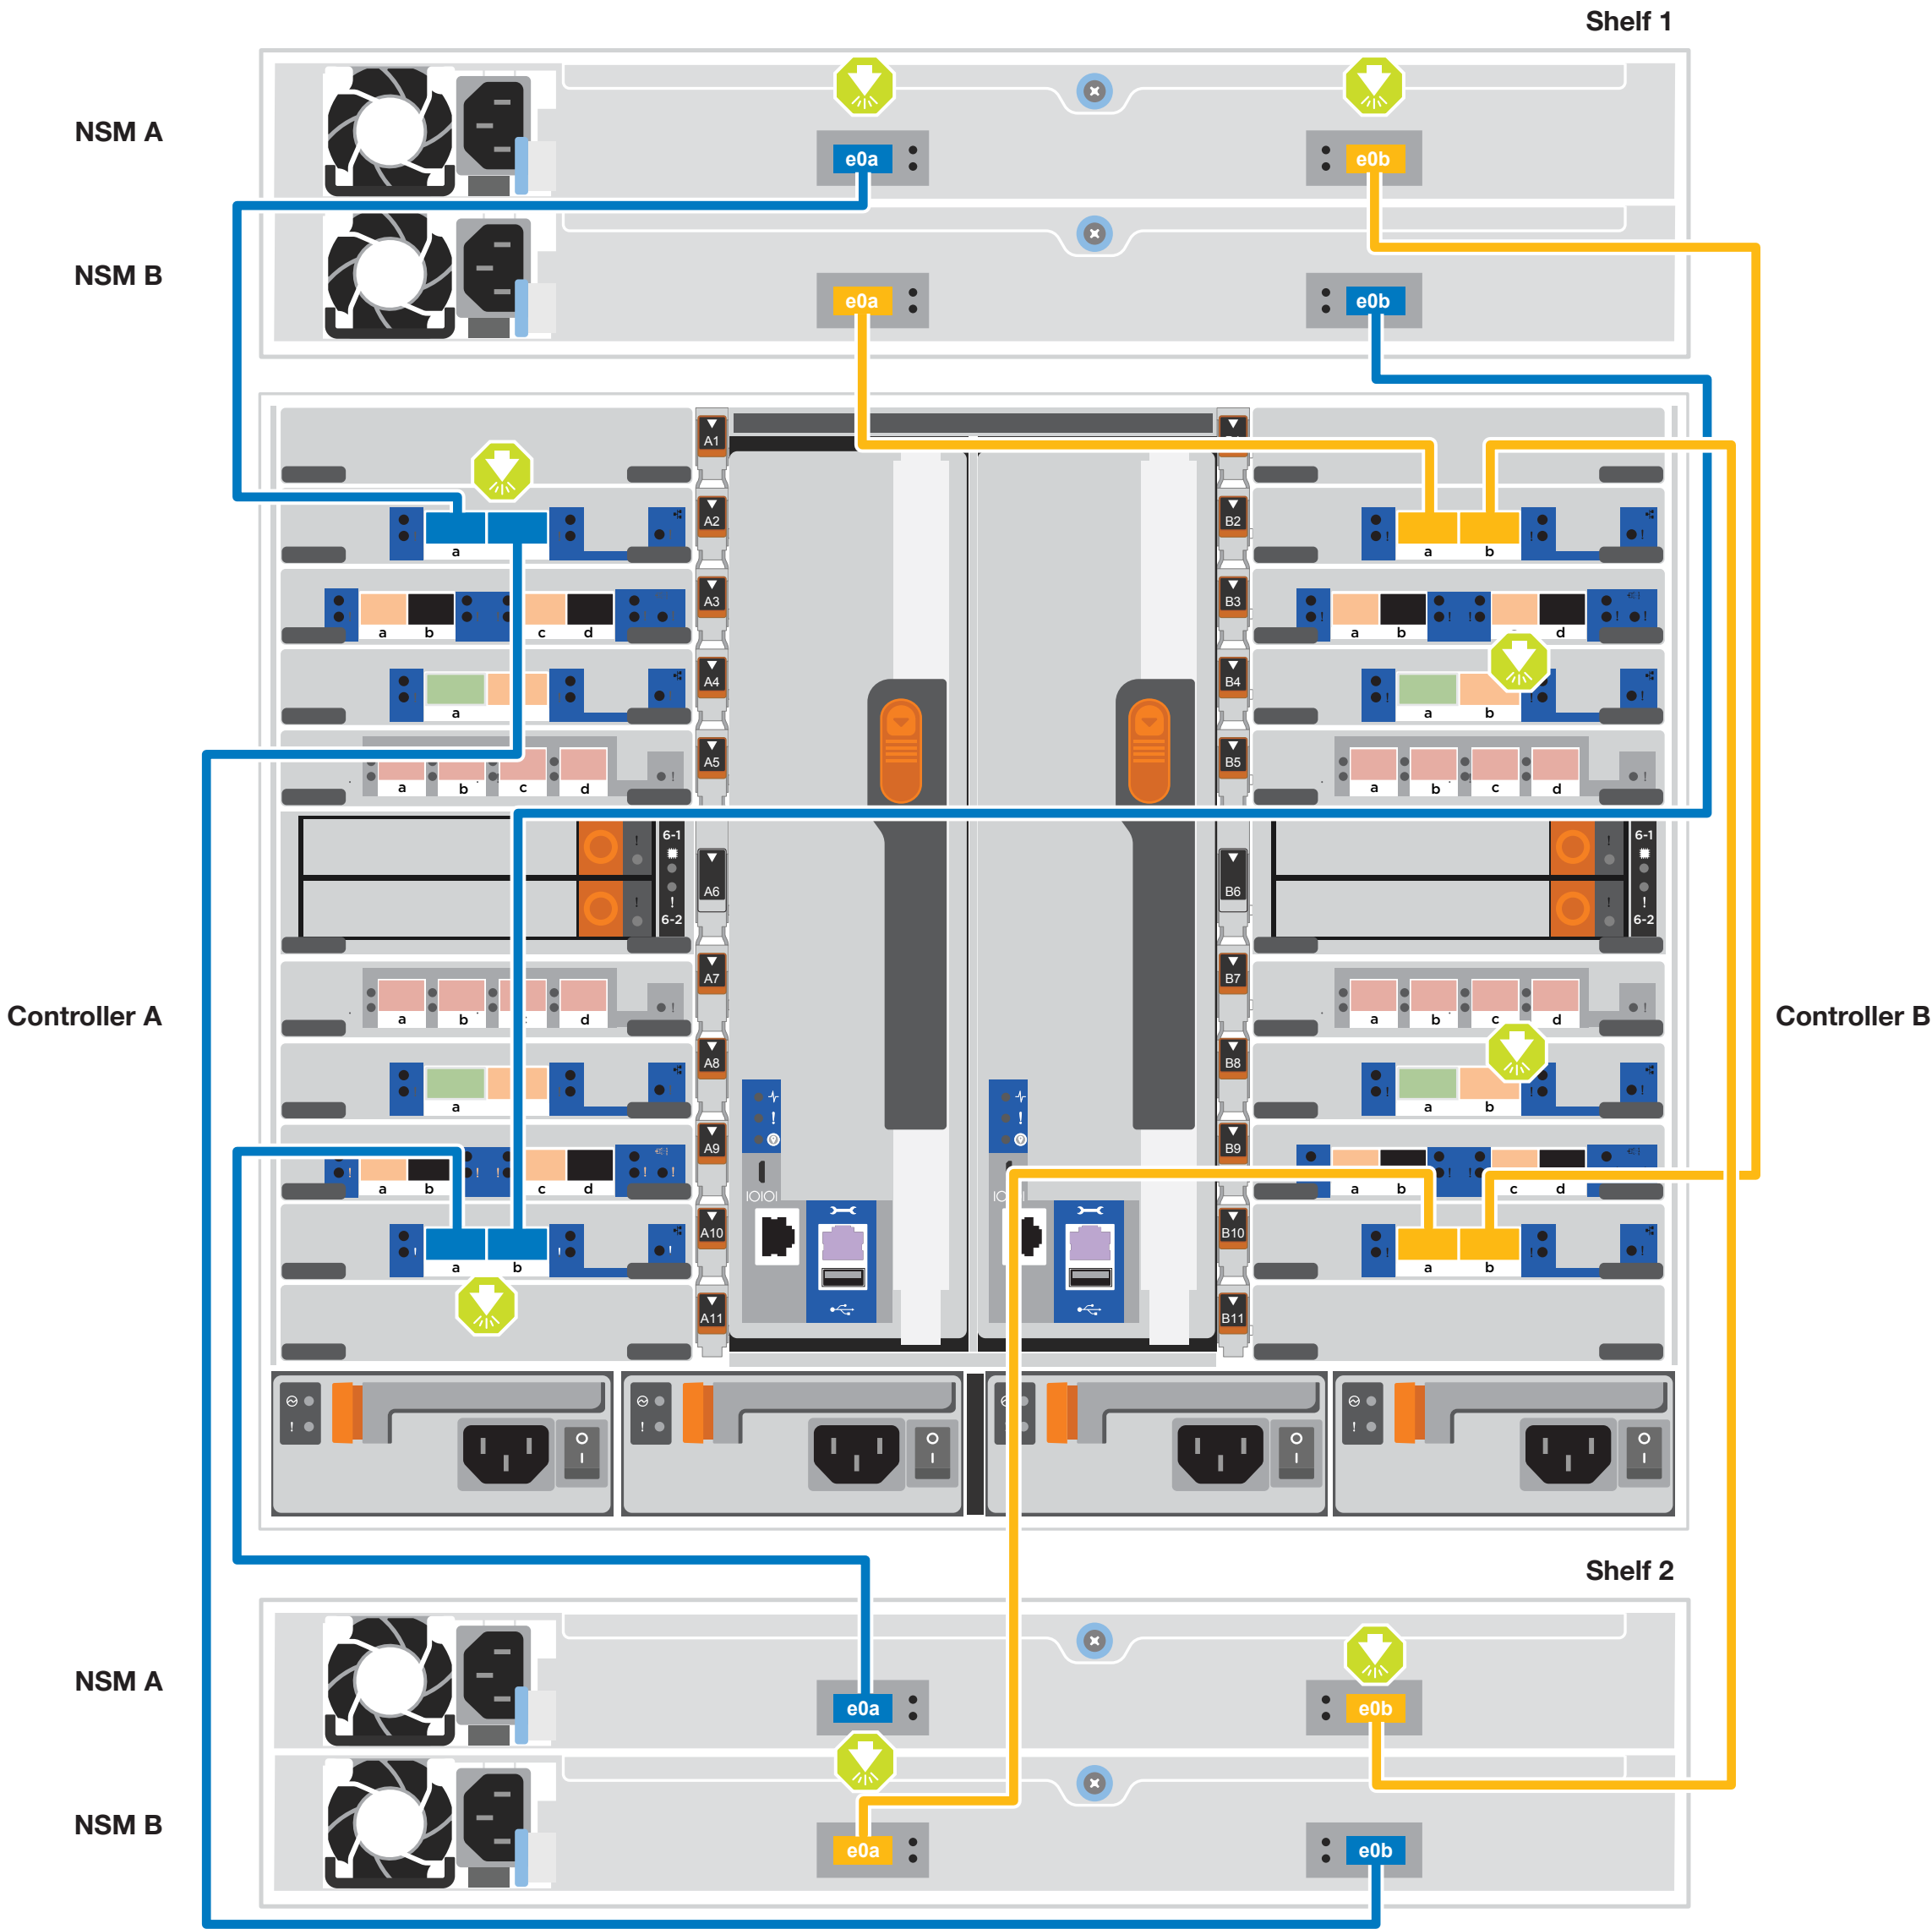 Shelf 1
NSM A
e0a e0b
NSM B
e0a e0b
A1
A2 B2
a a b
A3 B3
a b c d a b d
A4 B4
a a b
A5 B5
a b c d a b c d
6-1 6-1
A6 B6
! !
6-2 6-2
A7 B7
a b d a b c d
Controller A Controller B
A8 B8
a a b
A9 B9
a b c d a b c d
IOIOI
A10 B10
a b a b
A11 B11
Shelf 2
NSM A
e0a e0b
NSM B
e0a e0b